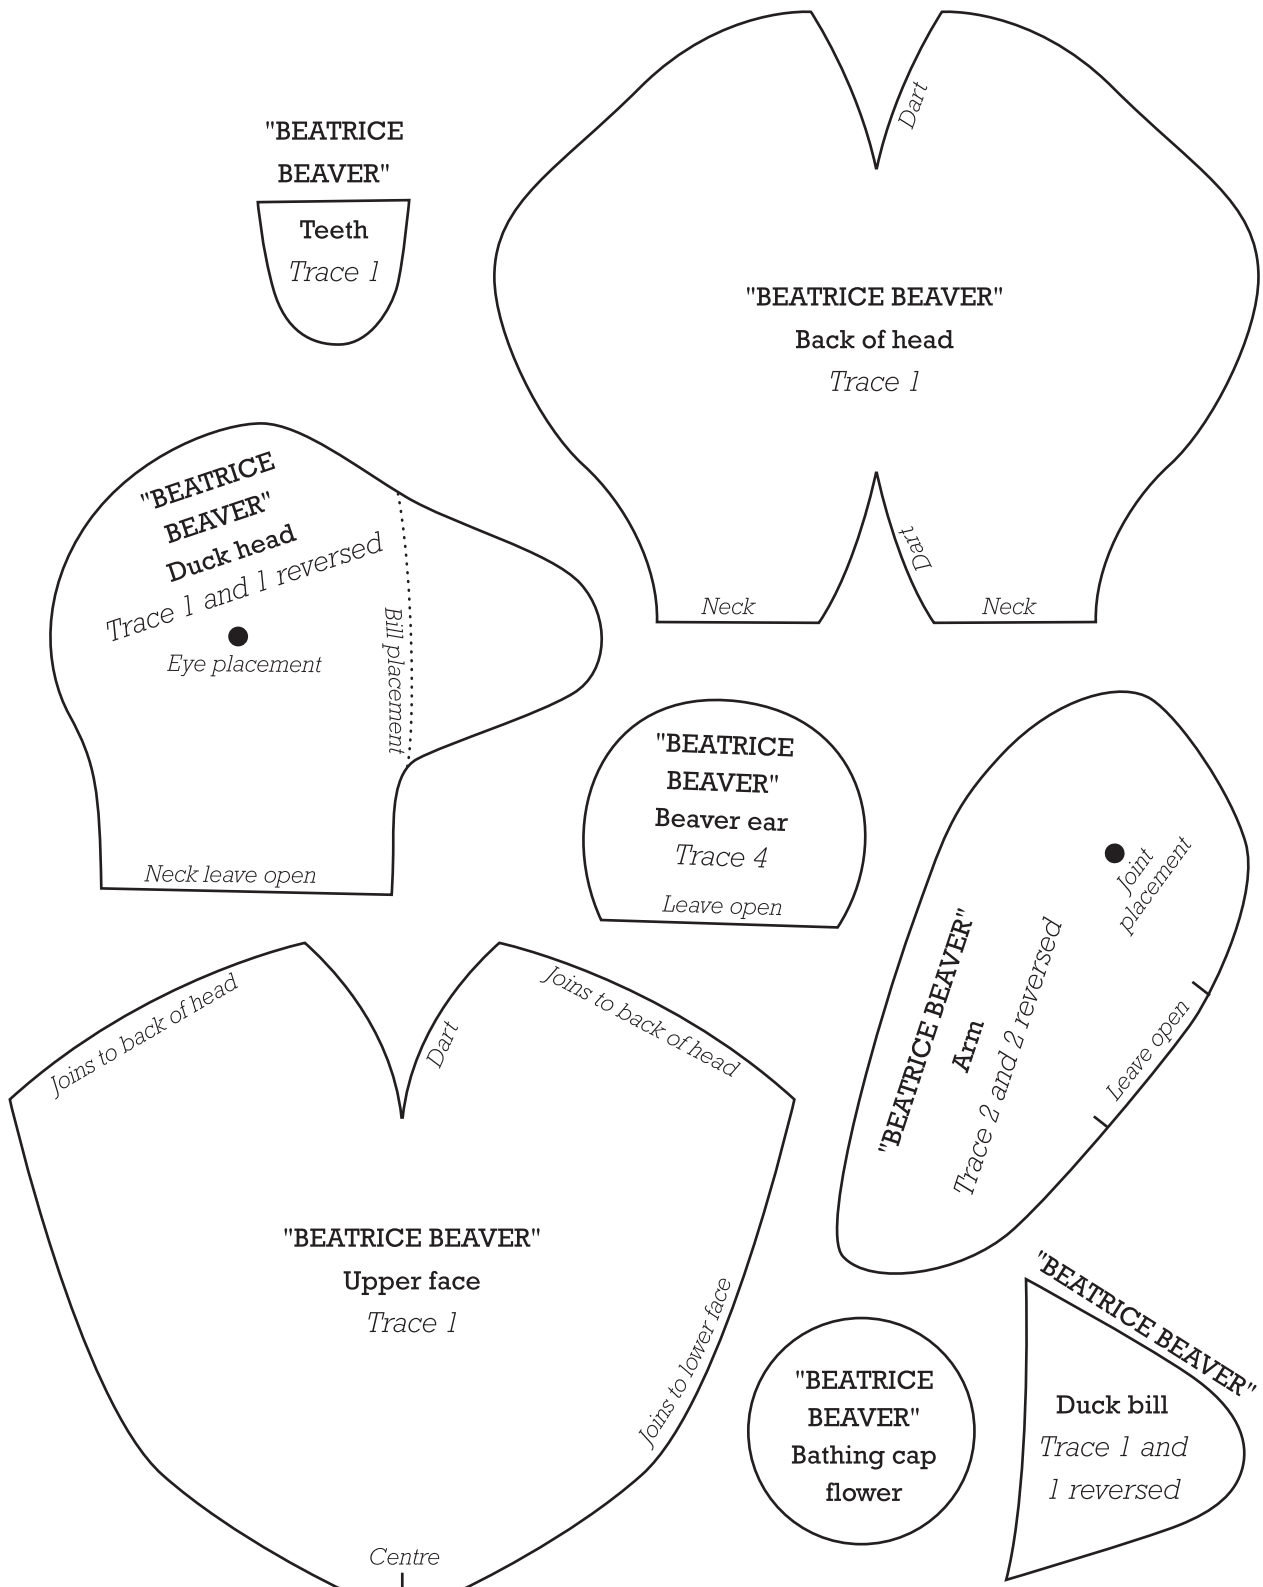 "BEATRICE
BEAVER"
Teeth
Trace 1
Dart
"BEATRICE BEAVER"
Back of head
Trace 1
Dart
Neck
Neck
"BEATRICE
BEAVER"
Duck head
Trace 1 and 1 reversed
Eye placement
Bill placement
Neck leave open
"BEATRICE
BEAVER"
Beaver ear
Trace 4
Leave open
Joint
placement
"BEATRICE BEAVER"
Arm
Trace 2 and 2 reversed
Leave open
Joins to back of head
Dart
Joins to back of head
"BEATRICE BEAVER"
Upper face
Trace 1
Joins to lower face
Centre
"BEATRICE
BEAVER"
Bathing cap
flower
"BEATRICE BEAVER"
Duck bill
Trace 1 and
1 reversed